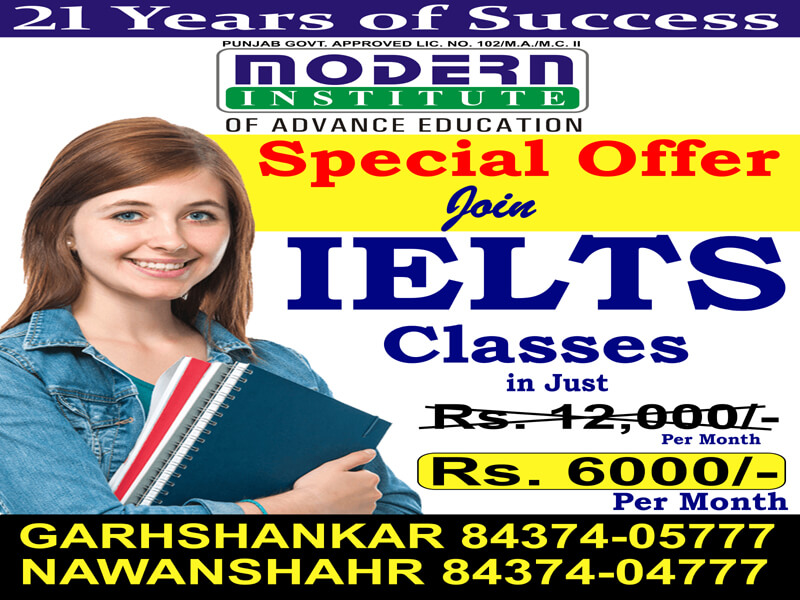 21 Years of Success
PUNJAB GOVT. APPROVED LIC. NO. 102/M.A./M.C. II
MODERN
INSTITUTE
OF ADVANCE EDUCATION
Special Offer
Join
IELTS
Classes
in Just
Rs. 12,000/-
Per Month
Rs. 6000/-
Per Month
GARHSHANKAR 84374-05777
NAWANSHAHR 84374-04777